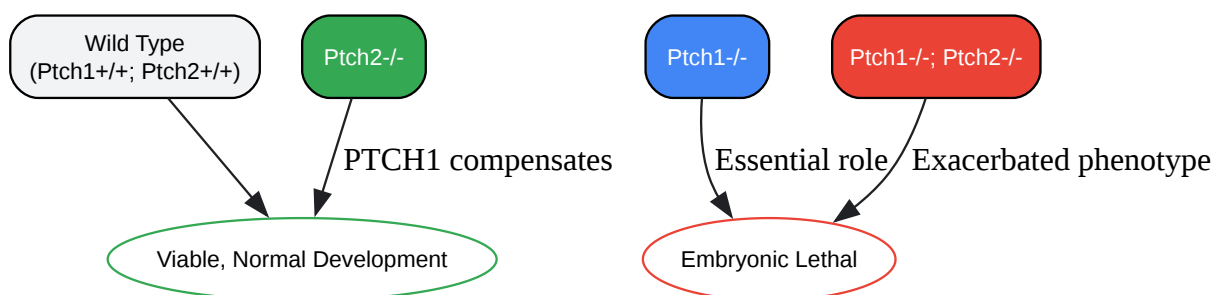 Wild Type
(Ptch1+/+; Ptch2+/+)
Ptch2-/-
Ptch1-/-
Ptch1-/-; Ptch2-/-
PTCH1 compensates
Essential role
Exacerbated phenotype
Viable, Normal Development
Embryonic Lethal